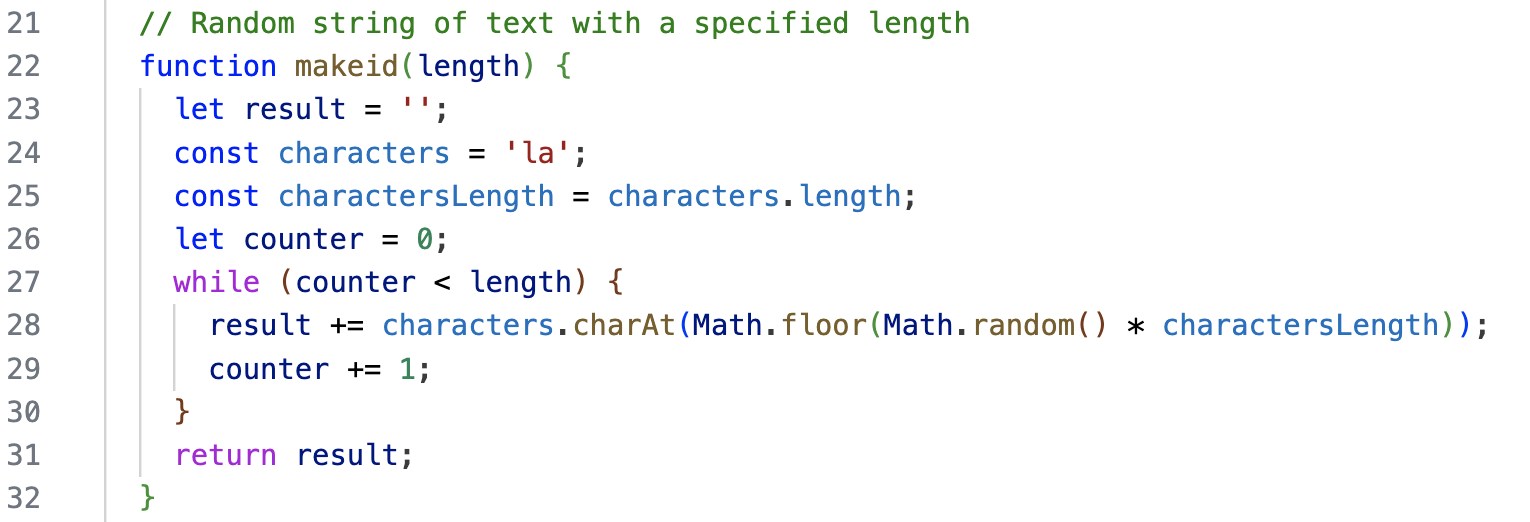 21 // Random string of text with a specified length
22 function makeid(length) {
23 let result = '';
24 const characters = 'la';
25 const charactersLength = characters.length;
26 let counter = 0;
27 while (counter < length) {
28 result += characters.charAt(Math.floor(Math.random() * charactersLength));
29 counter += 1;
30 }
31 return result;
32 }